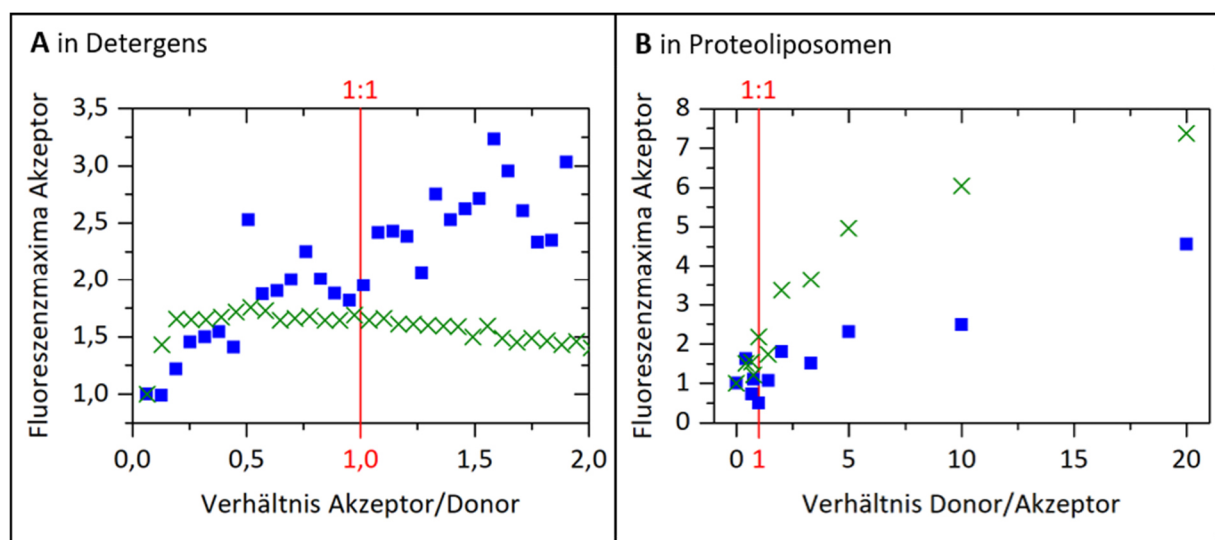 A in Detergens
1:1
3,5
3,0
2,5
2,0
1,5
1,0
Fluoreszenzmaxima Akzeptor
0,0 0,5 1,0 1,5 2,0
Verhältnis Akzeptor/Donor
B in Proteoliposomen
1:1
8
7
6
5
4
3
2
1
0
Fluoreszenzmaxima Akzeptor
0 1 5 10 15 20
Verhältnis Donor/Akzeptor